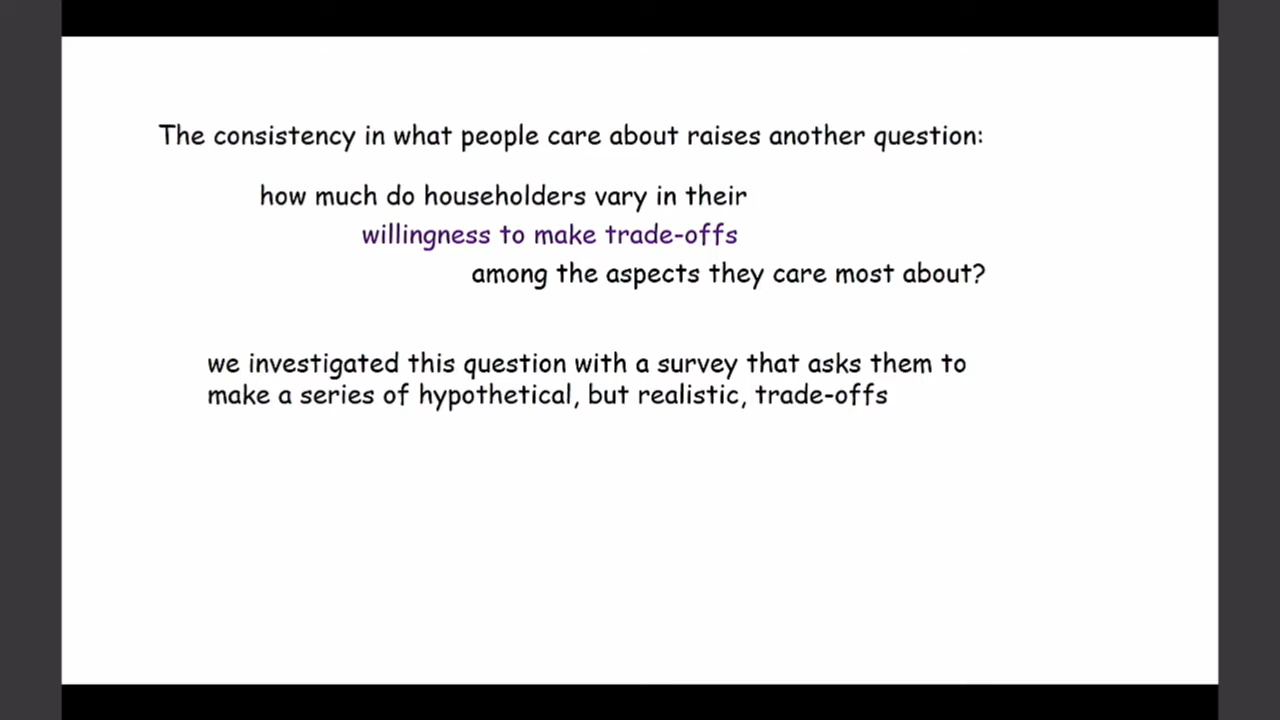 The consistency in what people care about raises another question:
how much do householders vary in their
willingness to make trade-offs
among the aspects they care most about?
we investigated this question with a survey that asks them to
make a series of hypothetical, but realistic, trade-offs